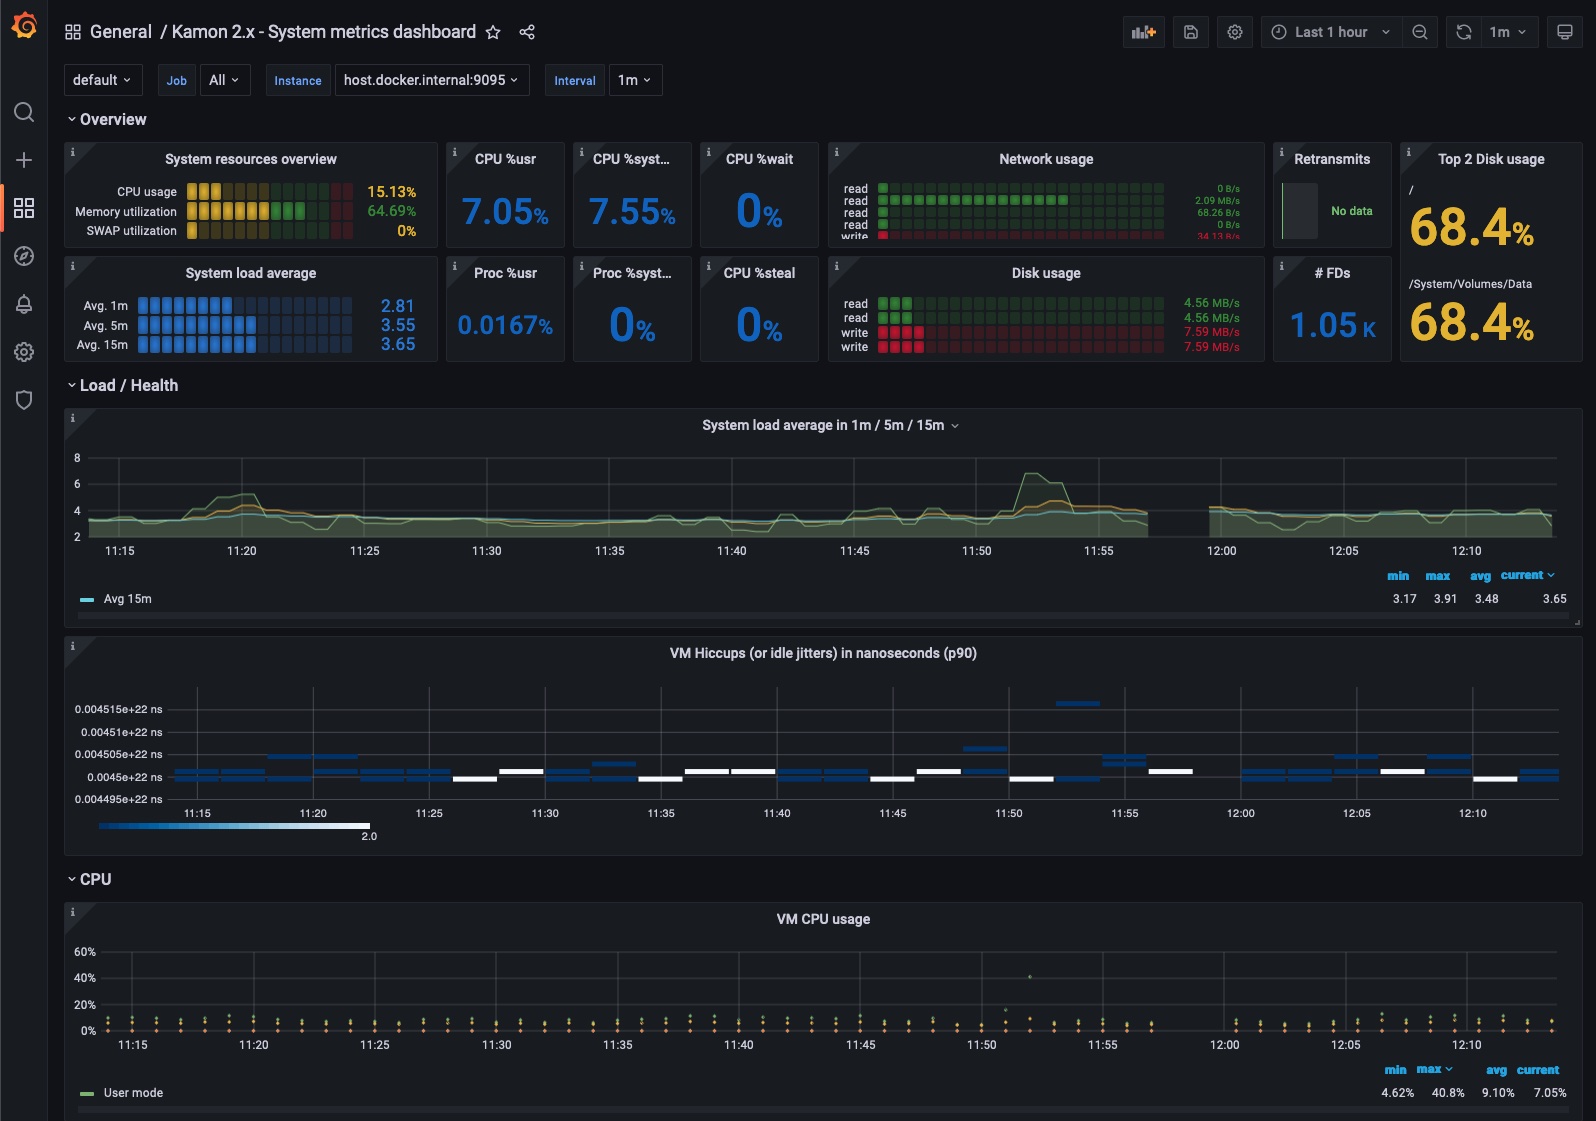 General / Kamon 2.x - System metrics dashboard
Last 1 hour
1m
default
Job
All
Instance
host.docker.internal:9095
Interval
1m
Overview
System resources overview
CPU usage 15.13%
Memory utilization 64.69%
SWAP utilization 0%
CPU %usr
7.05%
CPU %syst...
7.55%
CPU %wait
0%
Network usage
read 0 B/s
read 2.09 MB/s
read 68.26 B/s
read 0 B/s
write 34.13 B/s
Retransmits
No data
Top 2 Disk usage
/
68.4%
/System/Volumes/Data
68.4%
System load average
Avg. 1m 2.81
Avg. 5m 3.55
Avg. 15m 3.65
Proc %usr
0.0167%
Proc %syst...
0%
CPU %steal
0%
Disk usage
read 4.56 MB/s
read 4.56 MB/s
write 7.59 MB/s
write 7.59 MB/s
# FDs
1.05 K
Load / Health
System load average in 1m / 5m / 15m
8
6
4
2
11:15 11:20 11:25 11:30 11:35 11:40 11:45 11:50 11:55 12:00 12:05 12:10
min max avg current
Avg 15m 3.17 3.91 3.48 3.65
VM Hiccups (or idle jitters) in nanoseconds (p90)
0.004515e+22 ns
0.00451e+22 ns
0.004505e+22 ns
0.0045e+22 ns
0.004495e+22 ns
11:15 11:20 11:25 11:30 11:35 11:40 11:45 11:50 11:55 12:00 12:05 12:10
2.0
CPU
VM CPU usage
60%
40%
20%
0%
11:15 11:20 11:25 11:30 11:35 11:40 11:45 11:50 11:55 12:00 12:05 12:10
min max avg current
User mode 4.62% 40.8% 9.10% 7.05%